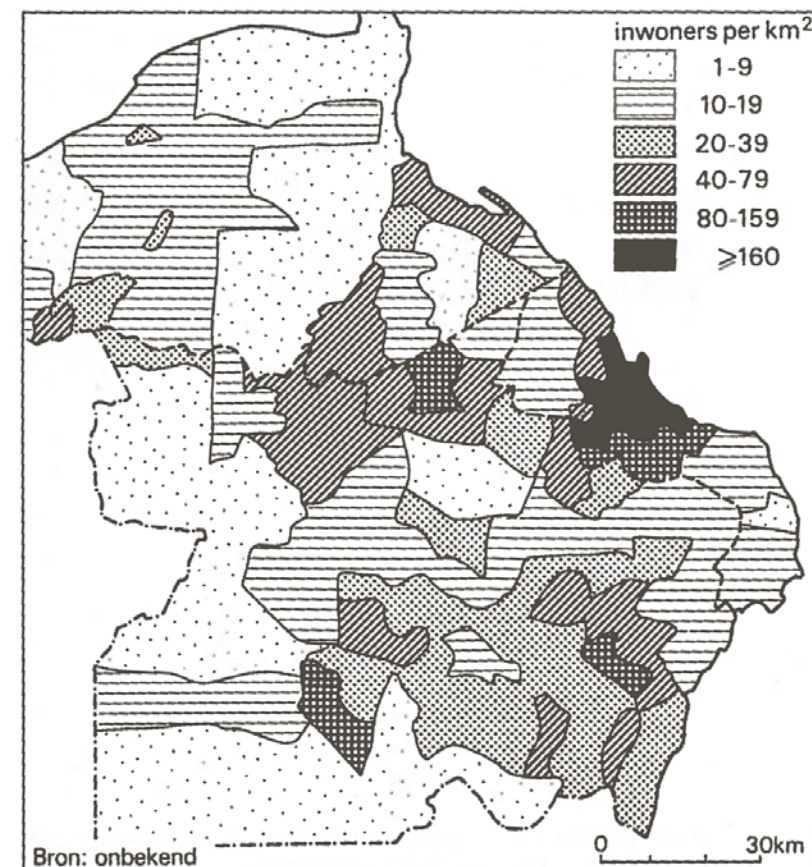 inwoners per km²
1-9
10-19
20-39
40-79
80-159
⩾160
Bron: onbekend
0 30km